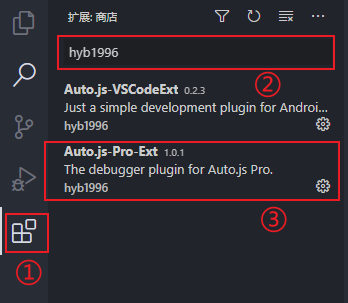 扩展: 商店
hyb1996
②
Auto.js-VSCodeExt 0.2.3
Just a simple development plugin for Androi...
hyb1996
Auto.js-Pro-Ext 1.0.1
The debugger plugin for Auto.js Pro.
hyb1996
③
①